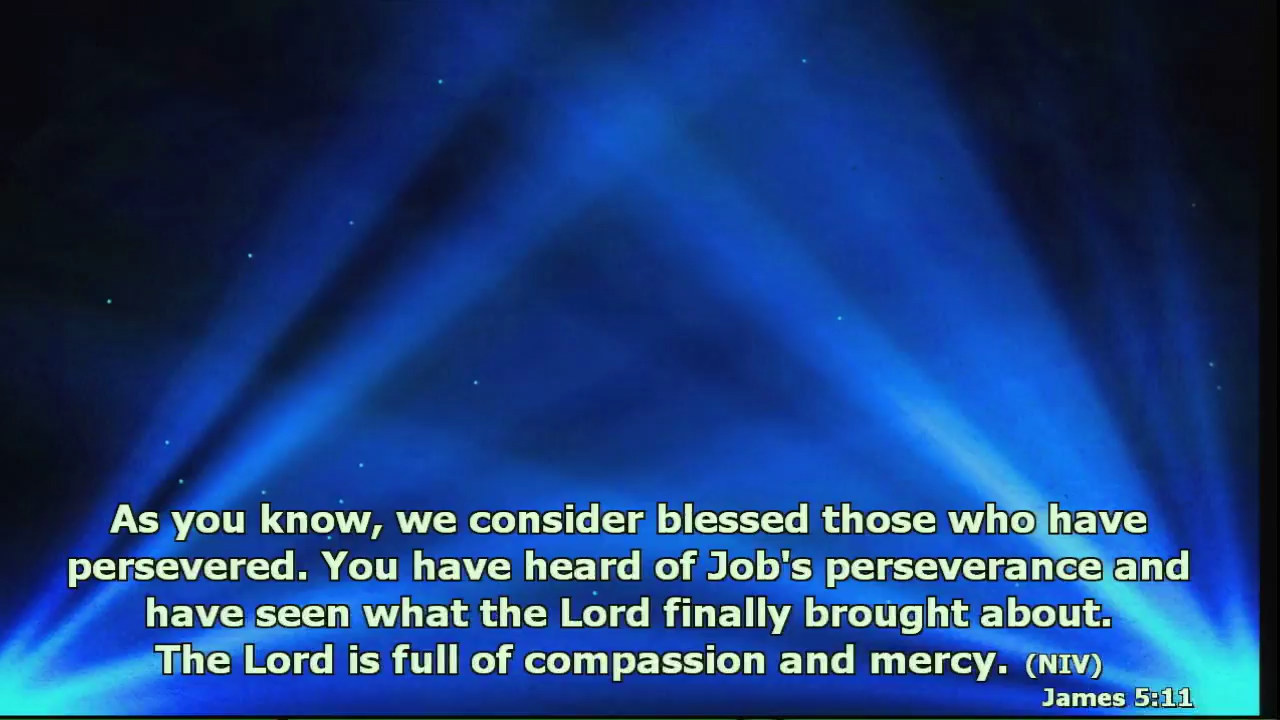 As you know, we consider blessed those who have
persevered. You have heard of Job's perseverance and
have seen what the Lord finally brought about.
The Lord is full of compassion and mercy. (NIV)
James 5:11